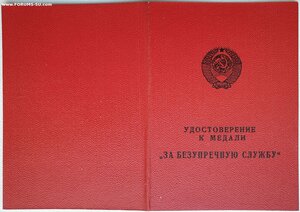 www.FORUMS-SU.com
УДОСТОВЕРЕНИЕ
К МЕДАЛИ
„ЗА БЕЗУПРЕЧНУЮ СЛУЖБУ“